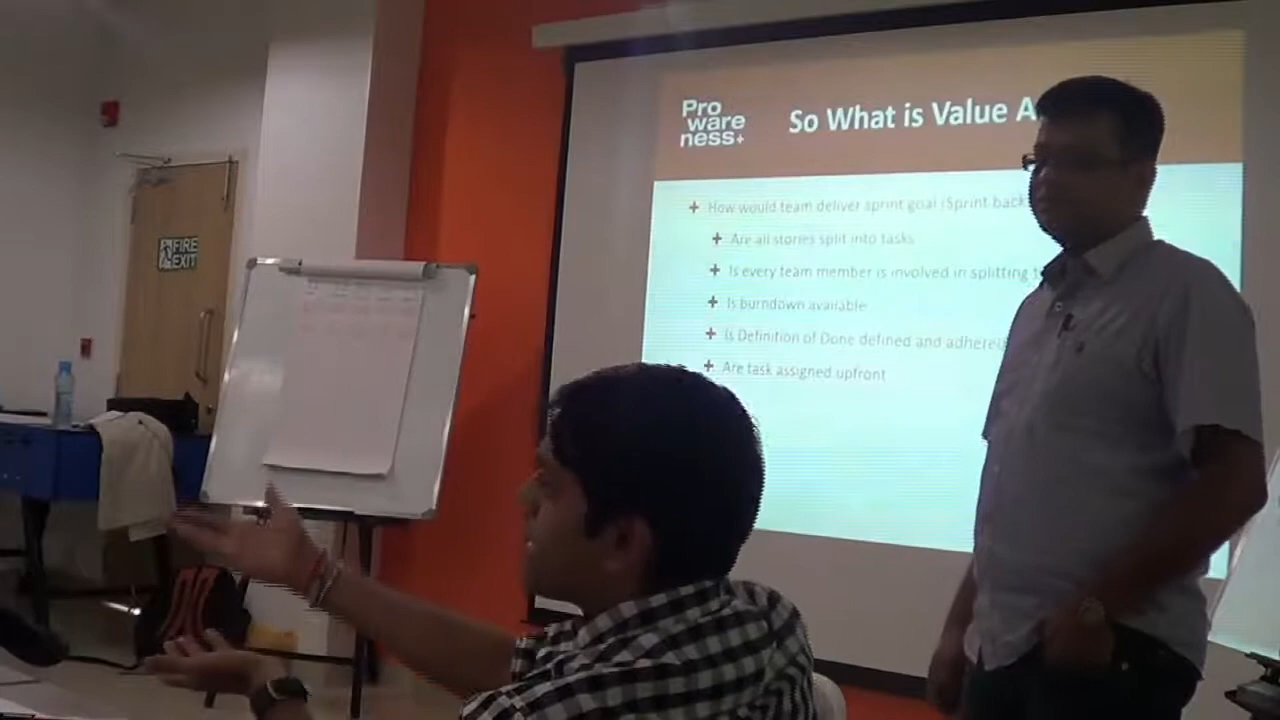 FIRE
EXIT
Pro
ware
ness+
So What is Value A
+ How would team deliver sprint goal (Sprint back
+ Are all stories split into tasks
+ Is every team member is involved in splitting t
+ Is burndown available
+ Is Definition of Done defined and adhere
+ Are task assigned upfront